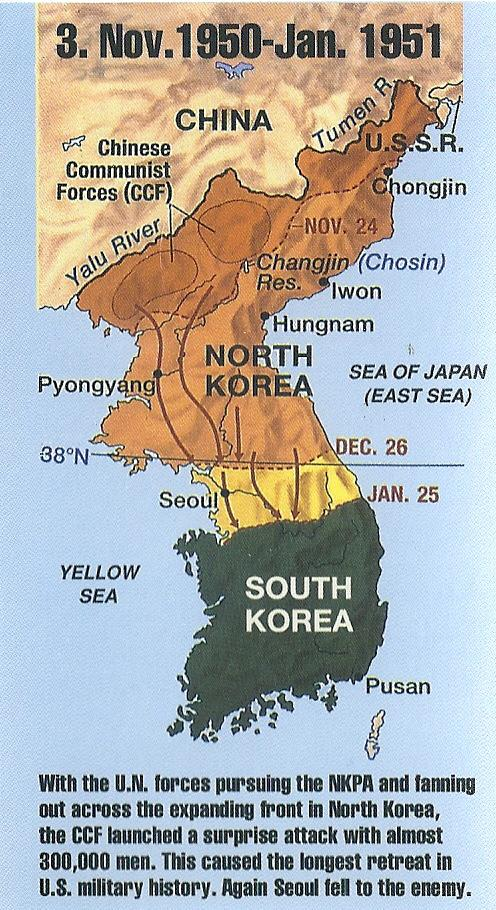 3. Nov.1950-Jan. 1951
CHINA
Tumen R.
U.S.S.R.
Chinese
Communist
Forces (CCF)
Chongjin
Yalu River
NOV. 24
Changjin (Chosin)
Res.
Iwon
Hungnam
NORTH
KOREA
SEA OF JAPAN
(EAST SEA)
Pyongyang
DEC. 26
38°N
JAN. 25
Seoul
YELLOW
SEA
SOUTH
KOREA
Pusan
With the U.N. forces pursuing the NKPA and fanning
out across the expanding front in North Korea,
the CCF launched a surprise attack with almost
300,000 men. This caused the longest retreat in
U.S. military history. Again Seoul fell to the enemy.